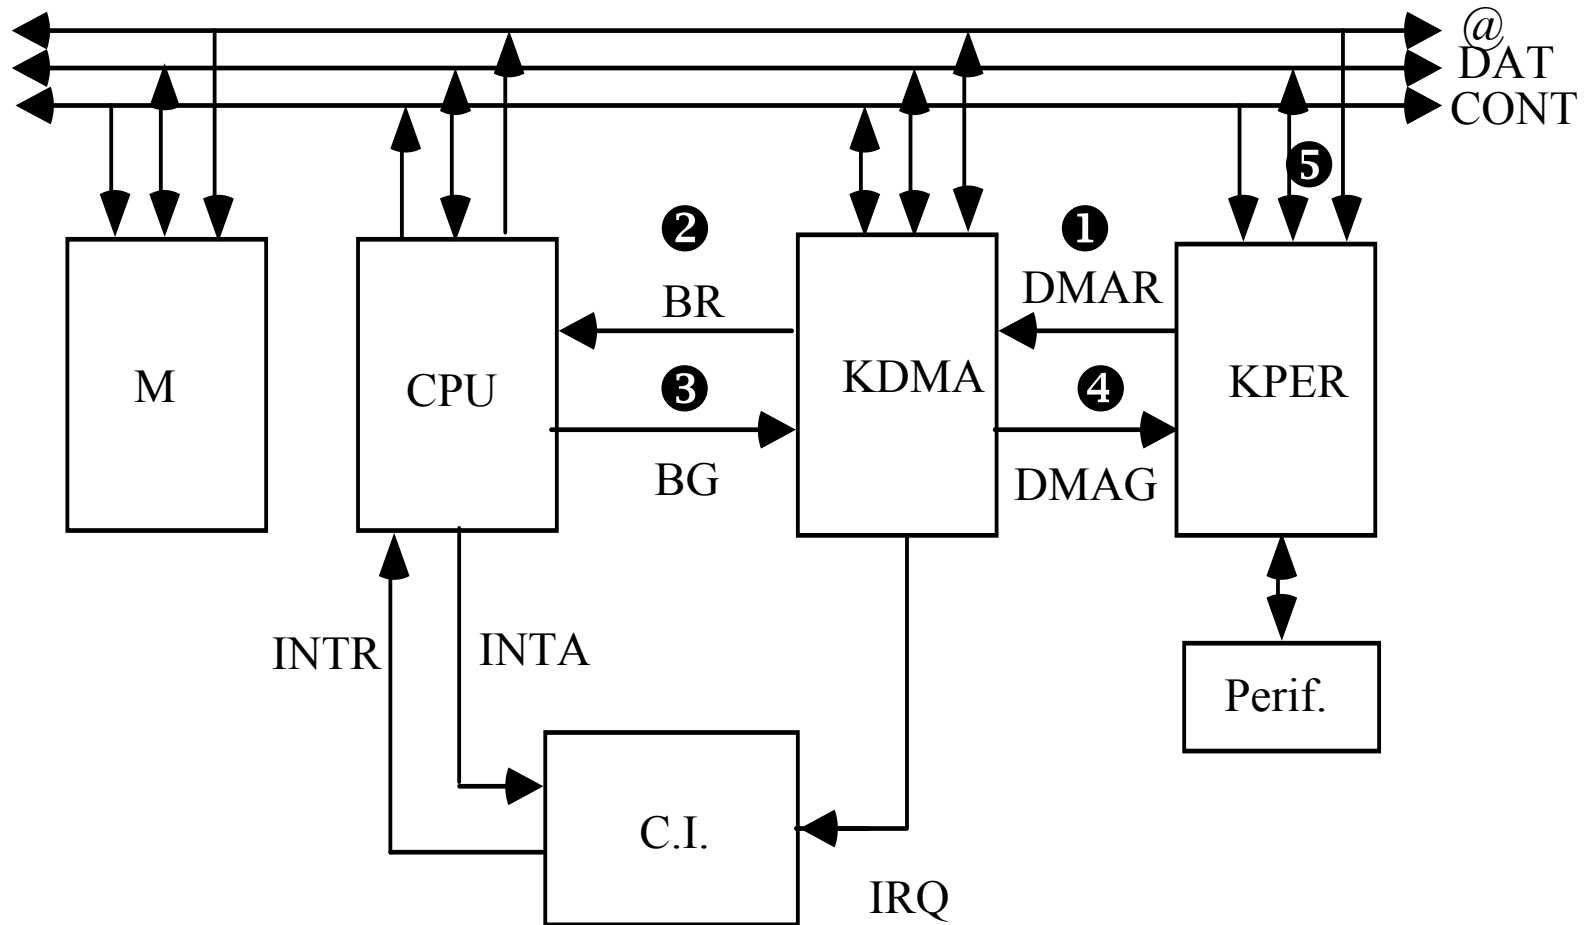 @
DAT
CONT
❺
❷
❶
BR
DMAR
M
CPU
KDMA
KPER
❸
❹
BG
DMAG
INTR
INTA
Perif.
C.I.
IRQ